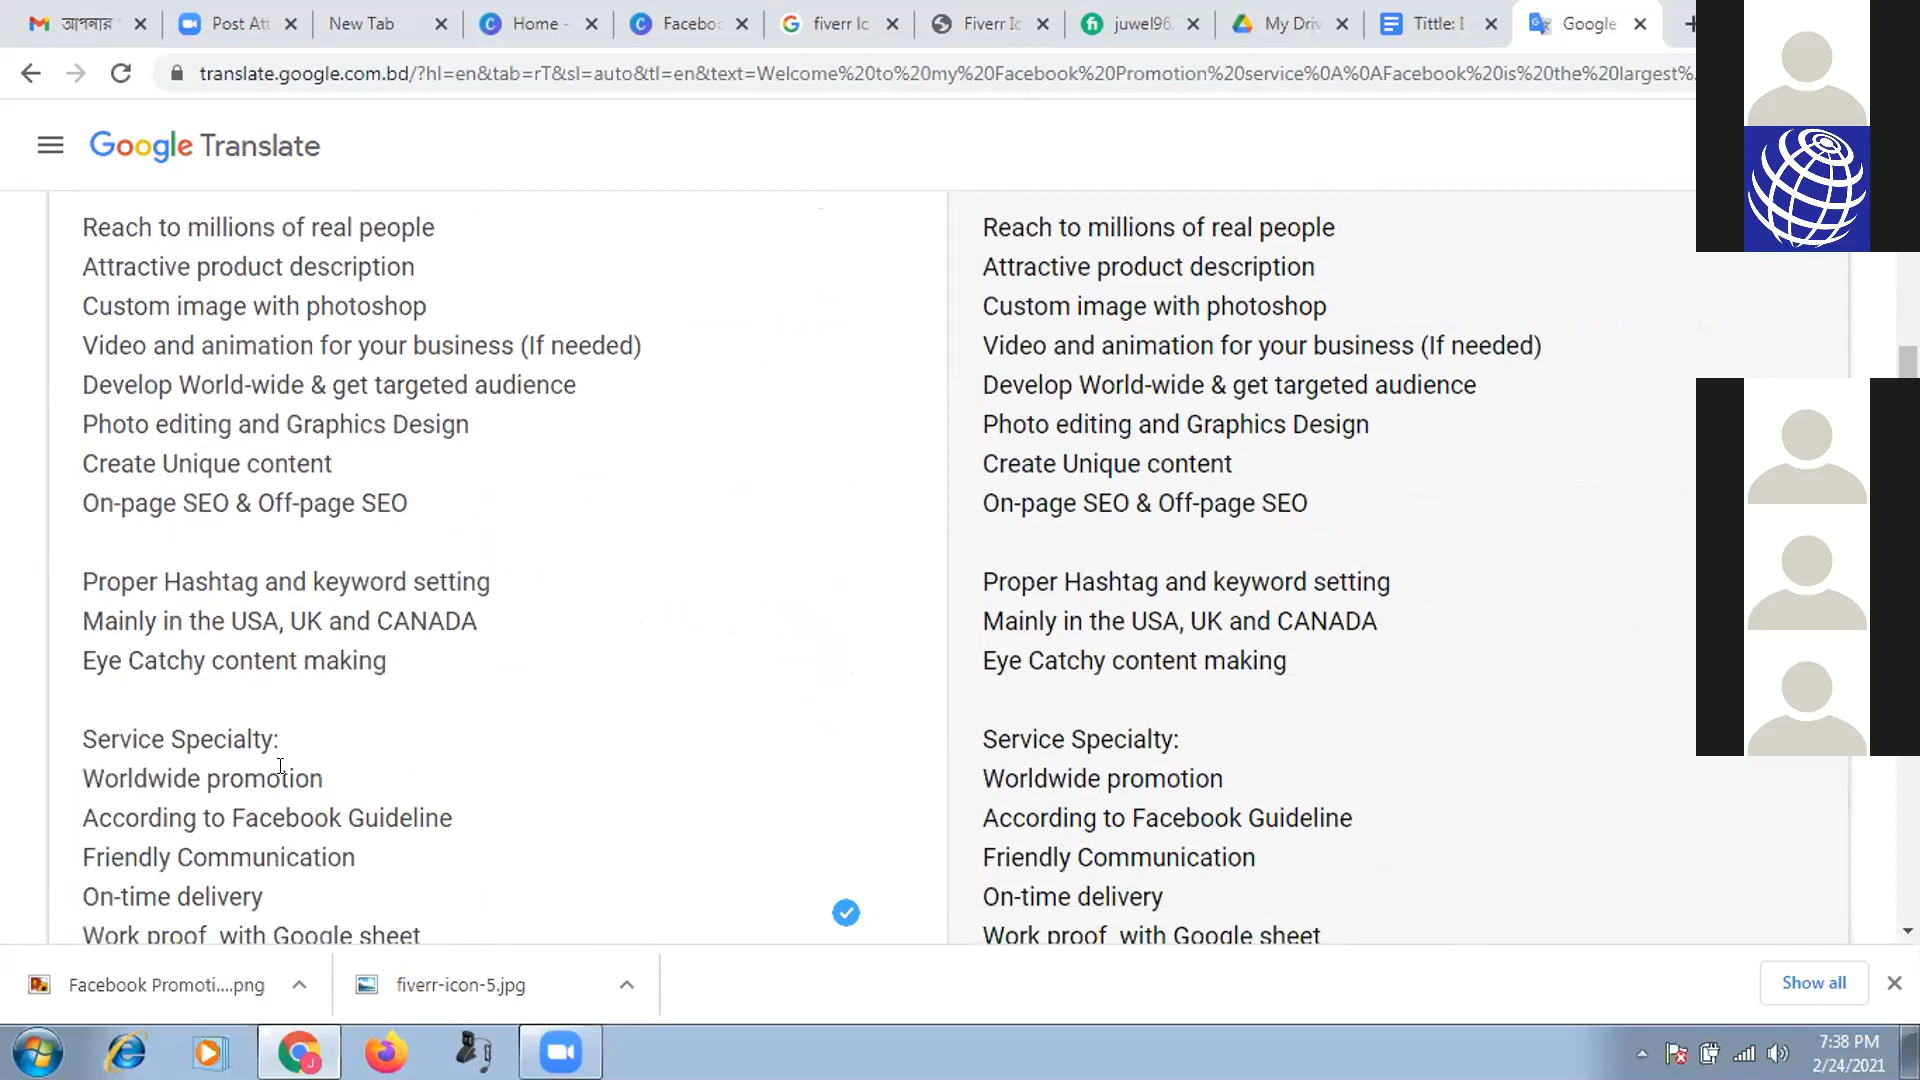 আপনার
Post Att
New Tab
Home -
Faceboo
fiverr Ic
Fiverr Ic
juwel96
My Driv
Tittle: I
Google
translate.google.com.bd/?hl=en&tab=rT&sl=auto&tl=en&text=Welcome%20to%20my%20Facebook%20Promotion%20service%0A%0AFacebook%20is%20the%20largest%
Google Translate
Reach to millions of real people
Attractive product description
Custom image with photoshop
Video and animation for your business (If needed)
Develop World-wide & get targeted audience
Photo editing and Graphics Design
Create Unique content
On-page SEO & Off-page SEO
Proper Hashtag and keyword setting
Mainly in the USA, UK and CANADA
Eye Catchy content making
Service Specialty:
Worldwide promotion
According to Facebook Guideline
Friendly Communication
On-time delivery
Work proof with Google sheet
Reach to millions of real people
Attractive product description
Custom image with photoshop
Video and animation for your business (If needed)
Develop World-wide & get targeted audience
Photo editing and Graphics Design
Create Unique content
On-page SEO & Off-page SEO
Proper Hashtag and keyword setting
Mainly in the USA, UK and CANADA
Eye Catchy content making
Service Specialty:
Worldwide promotion
According to Facebook Guideline
Friendly Communication
On-time delivery
Work proof with Google sheet
Facebook Promoti....png
fiverr-icon-5.jpg
Show all
7:38 PM
2/24/2021